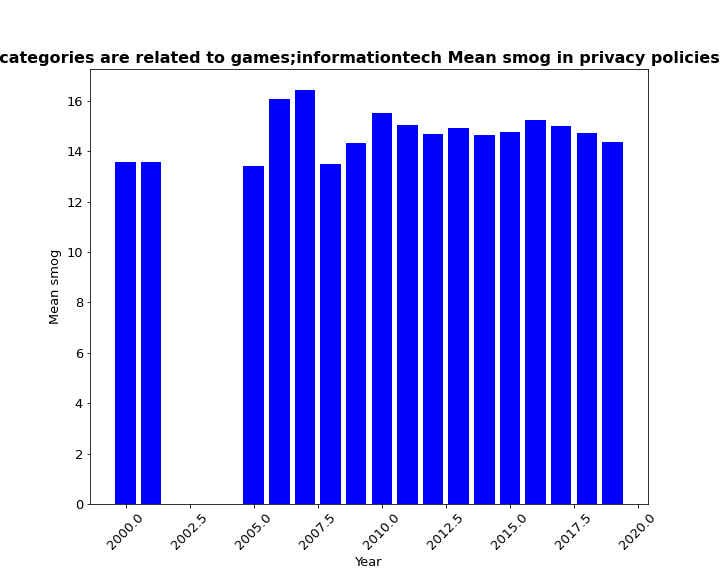 categories are related to games;informationtech Mean smog in privacy policies
16
14
12
10
8
6
4
2
0
Mean smog
2000.0 2002.5 2005.0 2007.5 2010.0 2012.5 2015.0 2017.5 2020.0
Year